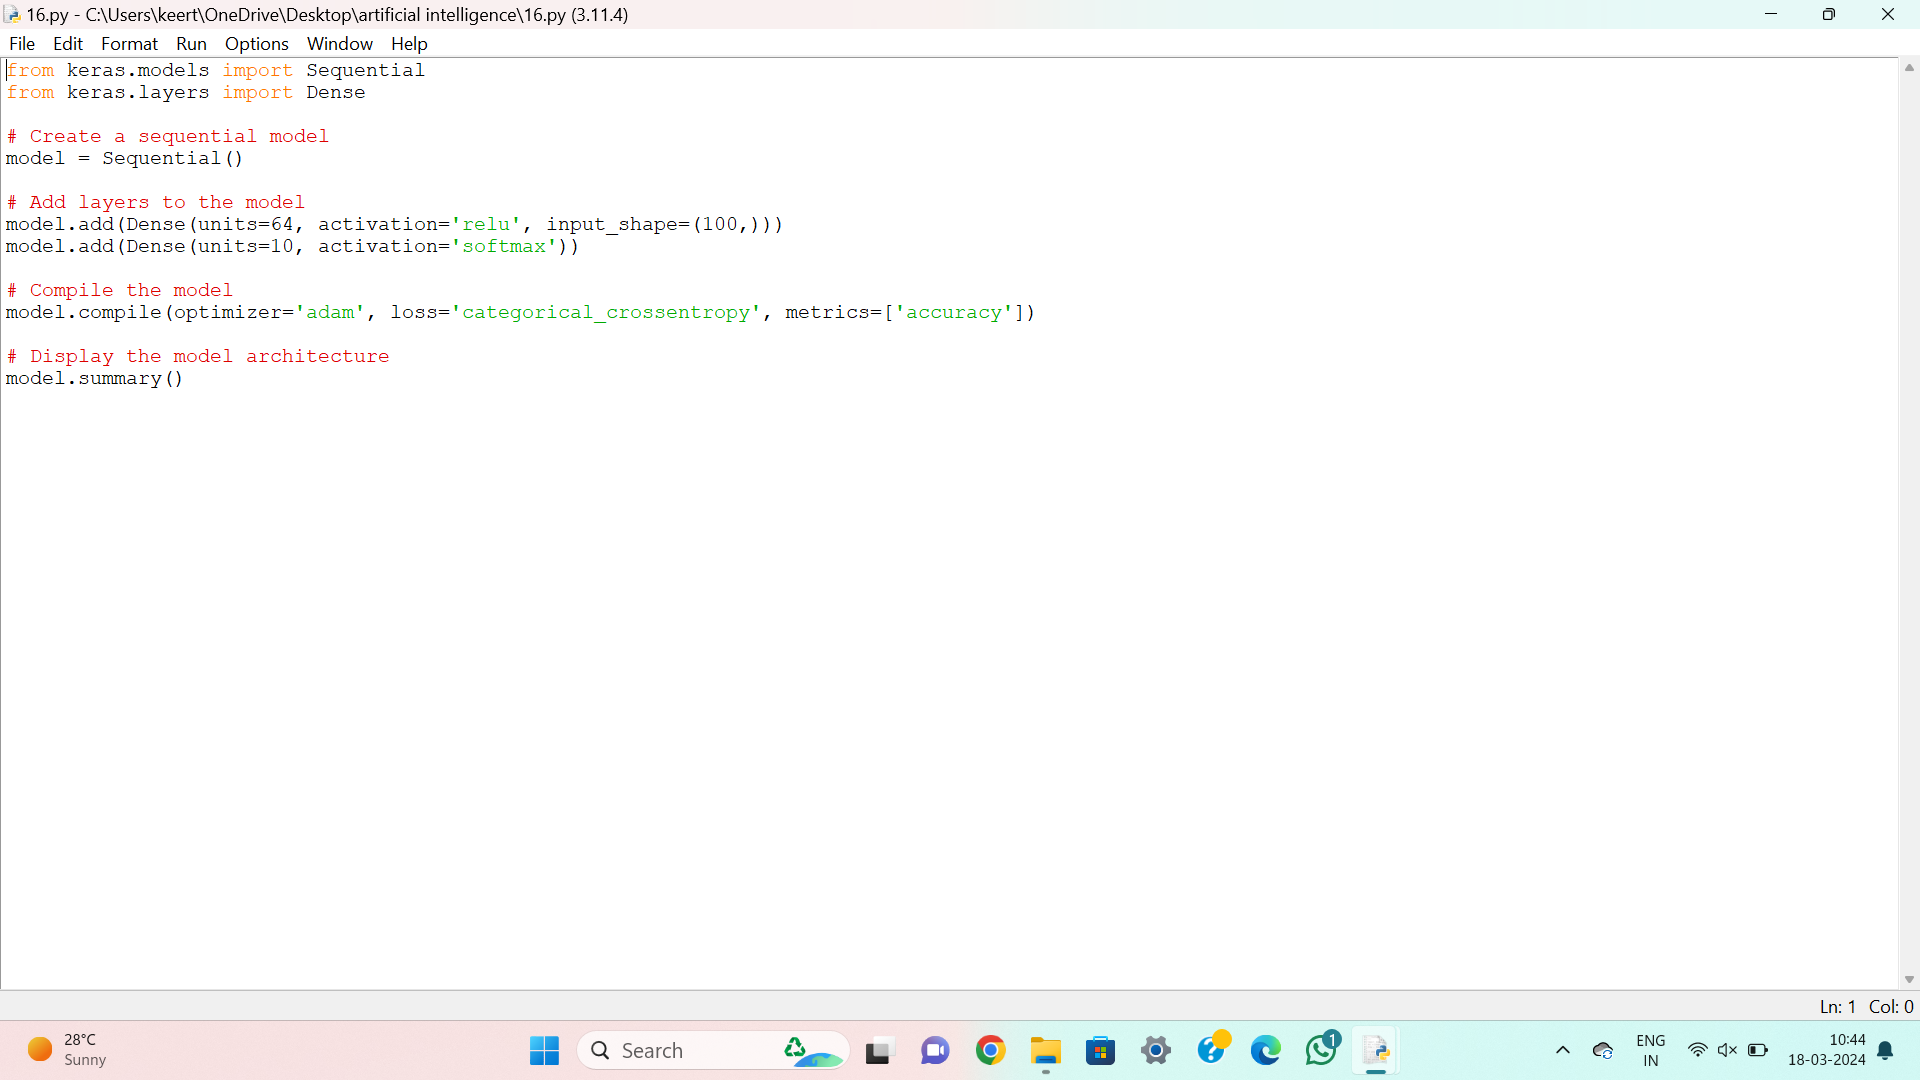 16.py - C:\Users\keert\OneDrive\Desktop\artificial intelligence\16.py (3.11.4)
File Edit Format Run Options Window Help
from keras.models import Sequential
from keras.layers import Dense
# Create a sequential model
model = Sequential()
# Add layers to the model
model.add(Dense(units=64, activation='relu', input_shape=(100,)))
model.add(Dense(units=10, activation='softmax'))
# Compile the model
model.compile(optimizer='adam', loss='categorical_crossentropy', metrics=['accuracy'])
# Display the model architecture
model.summary()
Ln: 1 Col: 0
28°C
Sunny
Search
1
ENG
IN
10:44
18-03-2024